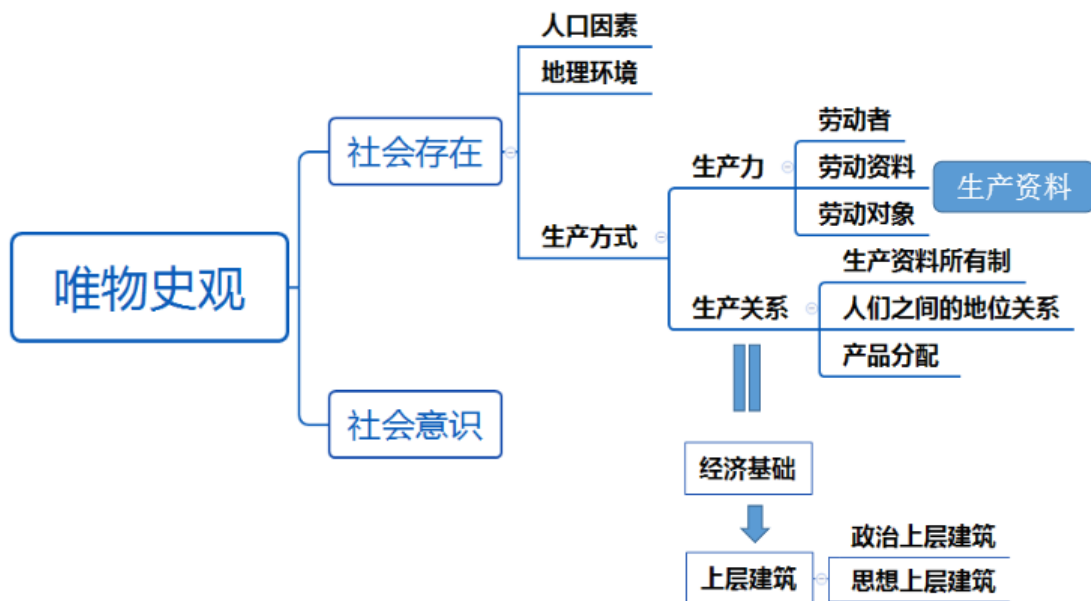 唯物史观
社会存在
人口因素
地理环境
生产方式
生产力
劳动者
劳动资料
劳动对象
生产资料
生产关系
生产资料所有制
人们之间的地位关系
产品分配
经济基础
上层建筑
政治上层建筑
思想上层建筑
社会意识